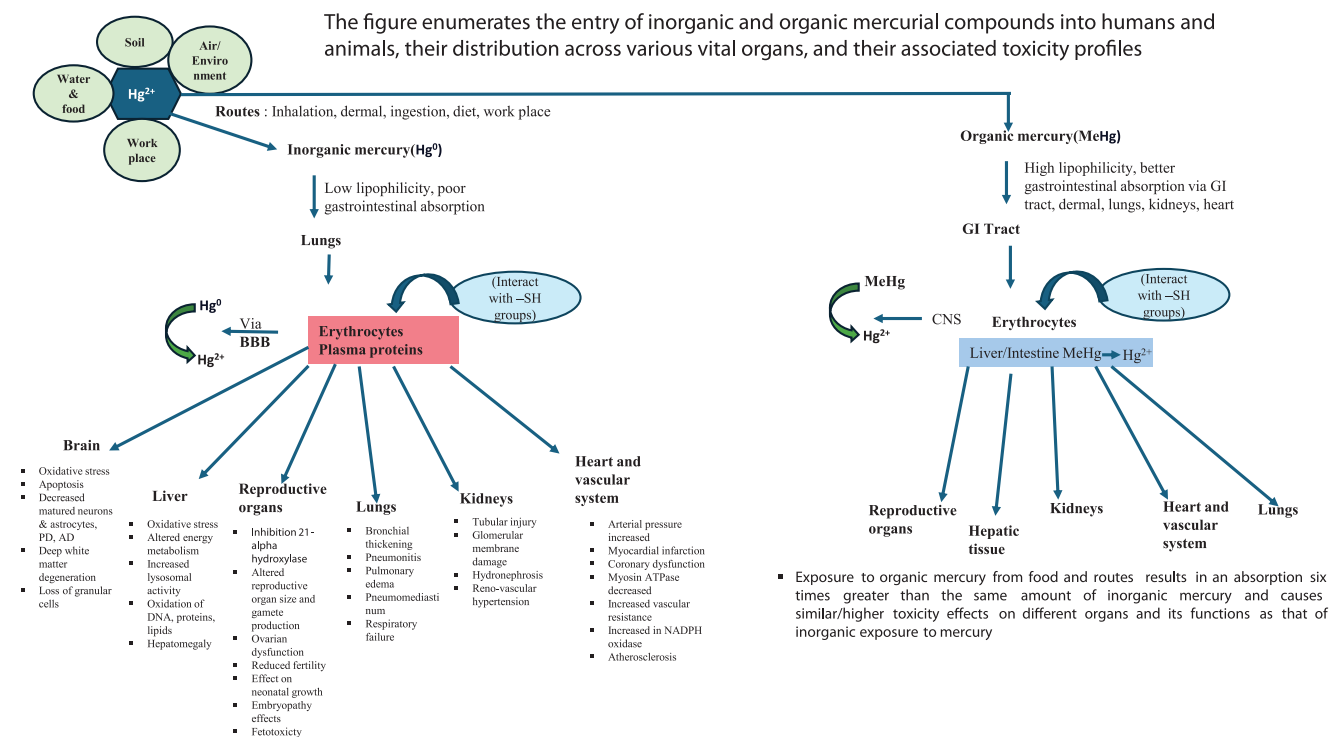 The figure enumerates the entry of inorganic and organic mercurial compounds into humans and
animals, their distribution across various vital organs, and their associated toxicity profiles
Soil
Air/
Enviro
nment
Water
&
food
Hg²⁺
Work
place
Routes : Inhalation, dermal, ingestion, diet, work place
Inorganic mercury(Hg⁰)
Low lipophilicity, poor
gastrointestinal absorption
Lungs
(Interact
with –SH
groups)
Hg⁰
Via
BBB
Hg²⁺
Erythrocytes
Plasma proteins
Brain
▪ Oxidative stress
▪ Apoptosis
▪ Decreased
matured neurons
& astrocytes,
PD, AD
▪ Deep white
matter
degeneration
▪ Loss of granular
cells
Liver
▪ Oxidative stress
▪ Altered energy
metabolism
▪ Increased
lysosomal
activity
▪ Oxidation of
DNA, proteins,
lipids
▪ Hepatomegaly
Reproductive
organs
▪ Inhibition 21-
alpha
hydroxylase
▪ Altered
reproductive
organ size and
gamete
production
▪ Ovarian
dysfunction
▪ Reduced fertility
▪ Effect on
neonatal growth
▪ Embryopathy
effects
▪ Fetotoxicty
Lungs
▪ Bronchial
thickening
▪ Pneumonitis
▪ Pulmonary
edema
▪ Pneumomediasti
num
▪ Respiratory
failure
Kidneys
▪ Tubular injury
▪ Glomerular
membrane
damage
▪ Hydronephrosis
▪ Reno-vascular
hypertension
Heart and
vascular
system
▪ Arterial pressure
increased
▪ Myocardial infarction
▪ Coronary dysfunction
▪ Myosin ATPase
decreased
▪ Increased vascular
resistance
▪ Increased in NADPH
oxidase
▪ Atherosclerosis
Organic mercury(MeHg)
High lipophilicity, better
gastrointestinal absorption via GI
tract, dermal, lungs, kidneys, heart
GI Tract
(Interact
with –SH
groups)
MeHg
CNS
Hg²⁺
Erythrocytes
Liver/Intestine MeHg Hg²⁺
Reproductive
organs
Hepatic
tissue
Kidneys
Heart and
vascular
system
Lungs
▪ Exposure to organic mercury from food and routes results in an absorption six
times greater than the same amount of inorganic mercury and causes
similar/higher toxicity effects on different organs and its functions as that of
inorganic exposure to mercury